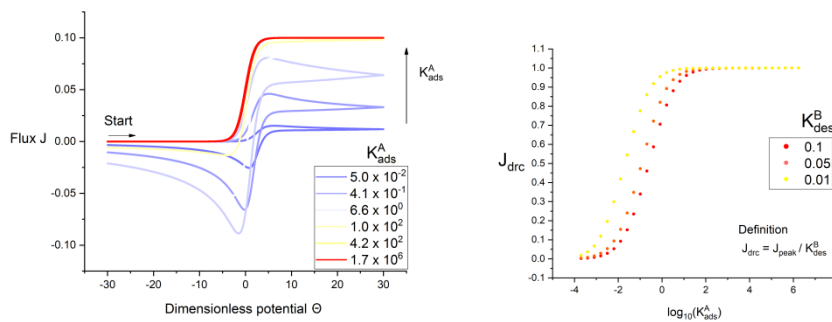 0.10
0.05
0.00
-0.05
-0.10
Flux J
Start
K^A_ads
K^A_ads
5.0 x 10^-2
4.1 x 10^-1
6.6 x 10^0
1.0 x 10^2
4.2 x 10^2
1.7 x 10^6
-30 -20 -10 0 10 20 30
Dimensionless potential Θ
1.1
1.0
0.9
0.8
0.7
0.6
0.5
0.4
0.3
0.2
0.1
0.0
-0.1
J_drc
K^B_des
0.1
0.05
0.01
Definition
J_drc = J_peak / K^B_des
-4 -2 0 2 4 6
log_10(K^A_ads)